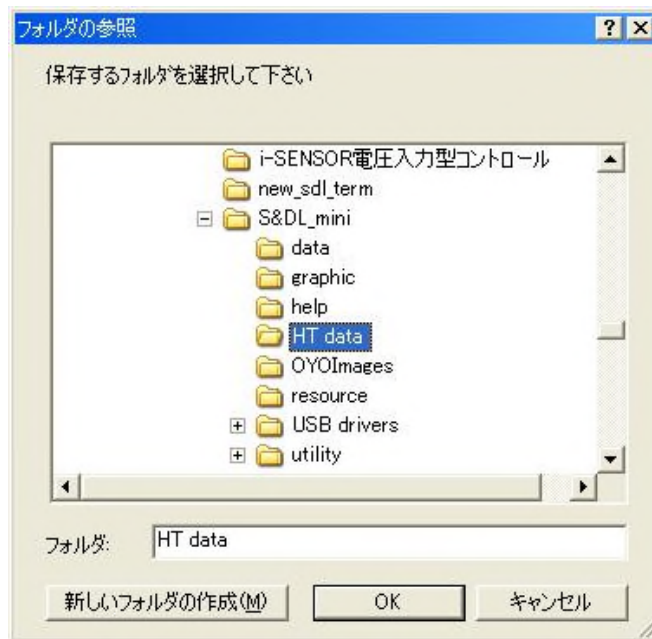 フォルダの参照
保存するフォルダを選択して下さい
i-SENSOR電圧入力型コントロール
new_sdl_term
S&DL_mini
data
graphic
help
HT data
OYOImages
resource
USB drivers
utility
フォルダ: HT data
新しいフォルダの作成(M) OK キャンセル